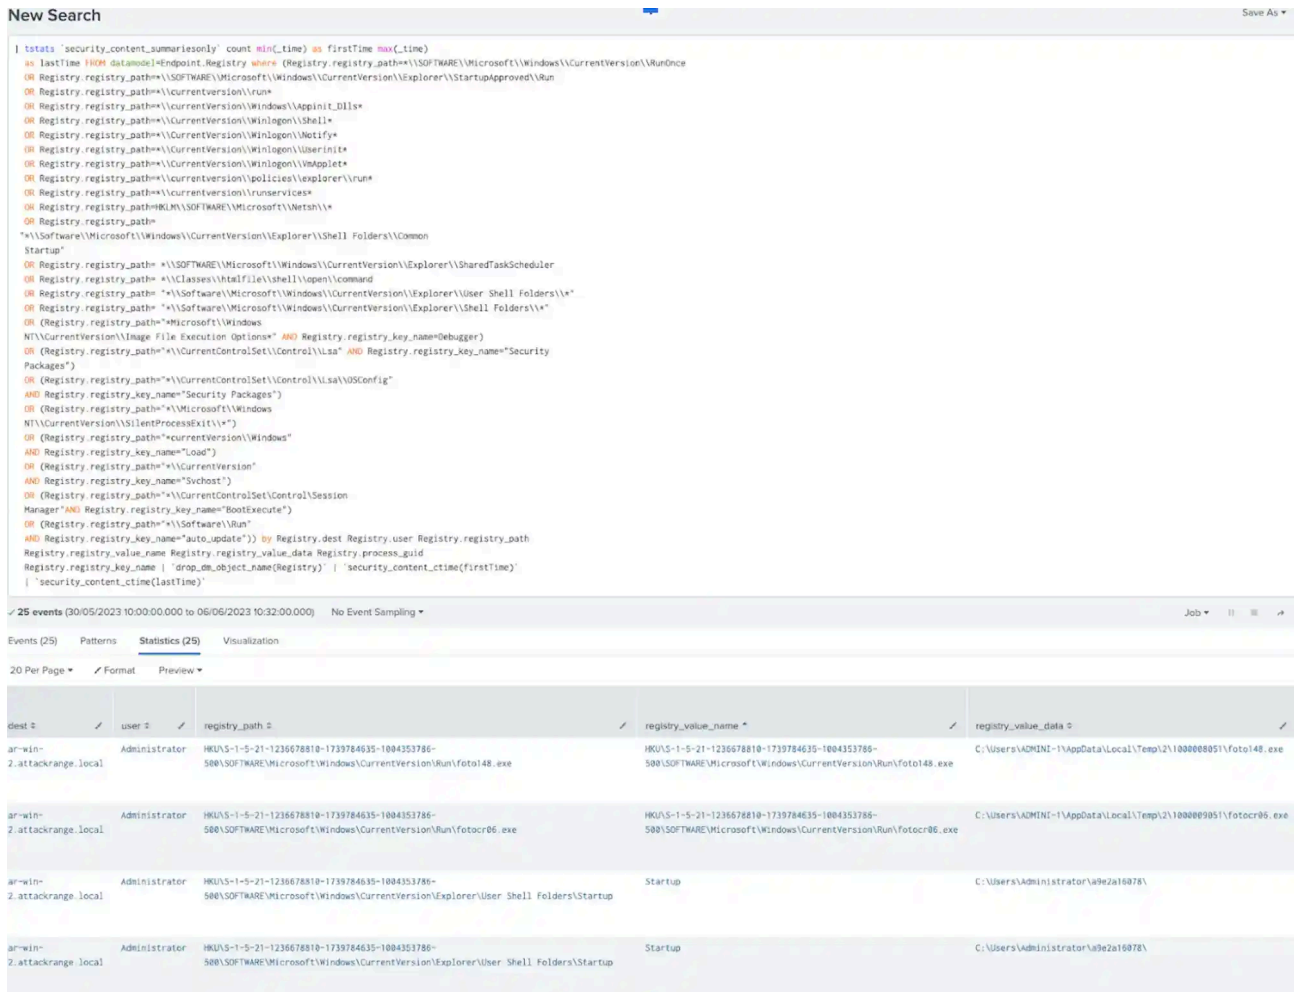 New Search
Save As
| tstats `security_content_summariesonly` count min(_time) as firstTime max(_time)
as lastTime FROM datamodel=Endpoint.Registry where (Registry.registry_path=*\\SOFTWARE\\Microsoft\\Windows\\CurrentVersion\\RunOnce
OR Registry.registry_path=*\\SOFTWARE\\Microsoft\\Windows\\CurrentVersion\\Explorer\\StartupApproved\\Run
OR Registry.registry_path=*\\currentversion\\run*
OR Registry.registry_path=*\\currentVersion\\Windows\\Appinit_Dlls*
OR Registry.registry_path=*\\CurrentVersion\\Winlogon\\Shell*
OR Registry.registry_path=*\\CurrentVersion\\Winlogon\\Notify*
OR Registry.registry_path=*\\CurrentVersion\\Winlogon\\Userinit*
OR Registry.registry_path=*\\CurrentVersion\\Winlogon\\VmApplet*
OR Registry.registry_path=*\\currentversion\\policies\\explorer\\run*
OR Registry.registry_path=*\\currentversion\\runservices*
OR Registry.registry_path=HKLM\\SOFTWARE\\Microsoft\\Netsh\\*
OR Registry.registry_path=
"*\\Software\\Microsoft\\Windows\\CurrentVersion\\Explorer\\Shell Folders\\Common
Startup"
OR Registry.registry_path= *\\SOFTWARE\\Microsoft\\Windows\\CurrentVersion\\Explorer\\SharedTaskScheduler
OR Registry.registry_path= *\\Classes\\htmlfile\\shell\\open\\command
OR Registry.registry_path= "*\\Software\\Microsoft\\Windows\\CurrentVersion\\Explorer\\User Shell Folders\\*"
OR Registry.registry_path= "*\\Software\\Microsoft\\Windows\\CurrentVersion\\Explorer\\Shell Folders\\*"
OR (Registry.registry_path="*Microsoft\\Windows
NT\\CurrentVersion\\Image File Execution Options*" AND Registry.registry_key_name=Debugger)
OR (Registry.registry_path="*\\CurrentControlSet\\Control\\Lsa" AND Registry.registry_key_name="Security
Packages")
OR (Registry.registry_path="*\\CurrentControlSet\\Control\\Lsa\\OSConfig"
AND Registry.registry_key_name="Security Packages")
OR (Registry.registry_path="*\\Microsoft\\Windows
NT\\CurrentVersion\\SilentProcessExit\\*")
OR (Registry.registry_path="*currentVersion\\Windows"
AND Registry.registry_key_name="Load")
OR (Registry.registry_path="*\\CurrentVersion"
AND Registry.registry_key_name="Svchost")
OR (Registry.registry_path="*\\CurrentControlSet\Control\Session
Manager"AND Registry.registry_key_name="BootExecute")
OR (Registry.registry_path="*\\Software\\Run"
AND Registry.registry_key_name="auto_update")) by Registry.dest Registry.user Registry.registry_path
Registry.registry_value_name Registry.registry_value_data Registry.process_guid
Registry.registry_key_name | `drop_dm_object_name(Registry)` | `security_content_ctime(firstTime)`
| `security_content_ctime(lastTime)`
✓ 25 events (30/05/2023 10:00:00.000 to 06/06/2023 10:32:00.000) No Event Sampling
Job
Events (25) Patterns Statistics (25) Visualization
20 Per Page Format Preview
dest user registry_path registry_value_name registry_value_data
ar-win- Administrator HKU\S-1-5-21-1236678810-1739784635-1004353786- HKU\S-1-5-21-1236678810-1739784635-1004353786- C:\Users\ADMINI~1\AppData\Local\Temp\2\1000008051\foto148.exe
2.attackrange.local 500\SOFTWARE\Microsoft\Windows\CurrentVersion\Run\foto148.exe 500\SOFTWARE\Microsoft\Windows\CurrentVersion\Run\foto148.exe
ar-win- Administrator HKU\S-1-5-21-1236678810-1739784635-1004353786- HKU\S-1-5-21-1236678810-1739784635-1004353786- C:\Users\ADMINI~1\AppData\Local\Temp\2\1000009051\fotocr06.exe
2.attackrange.local 500\SOFTWARE\Microsoft\Windows\CurrentVersion\Run\fotocr06.exe 500\SOFTWARE\Microsoft\Windows\CurrentVersion\Run\fotocr06.exe
ar-win- Administrator HKU\S-1-5-21-1236678810-1739784635-1004353786- Startup C:\Users\Administrator\a9e2a16078\
2.attackrange.local 500\SOFTWARE\Microsoft\Windows\CurrentVersion\Explorer\User Shell Folders\Startup
ar-win- Administrator HKU\S-1-5-21-1236678810-1739784635-1004353786- Startup C:\Users\Administrator\a9e2a16078\
2.attackrange.local 500\SOFTWARE\Microsoft\Windows\CurrentVersion\Explorer\User Shell Folders\Startup